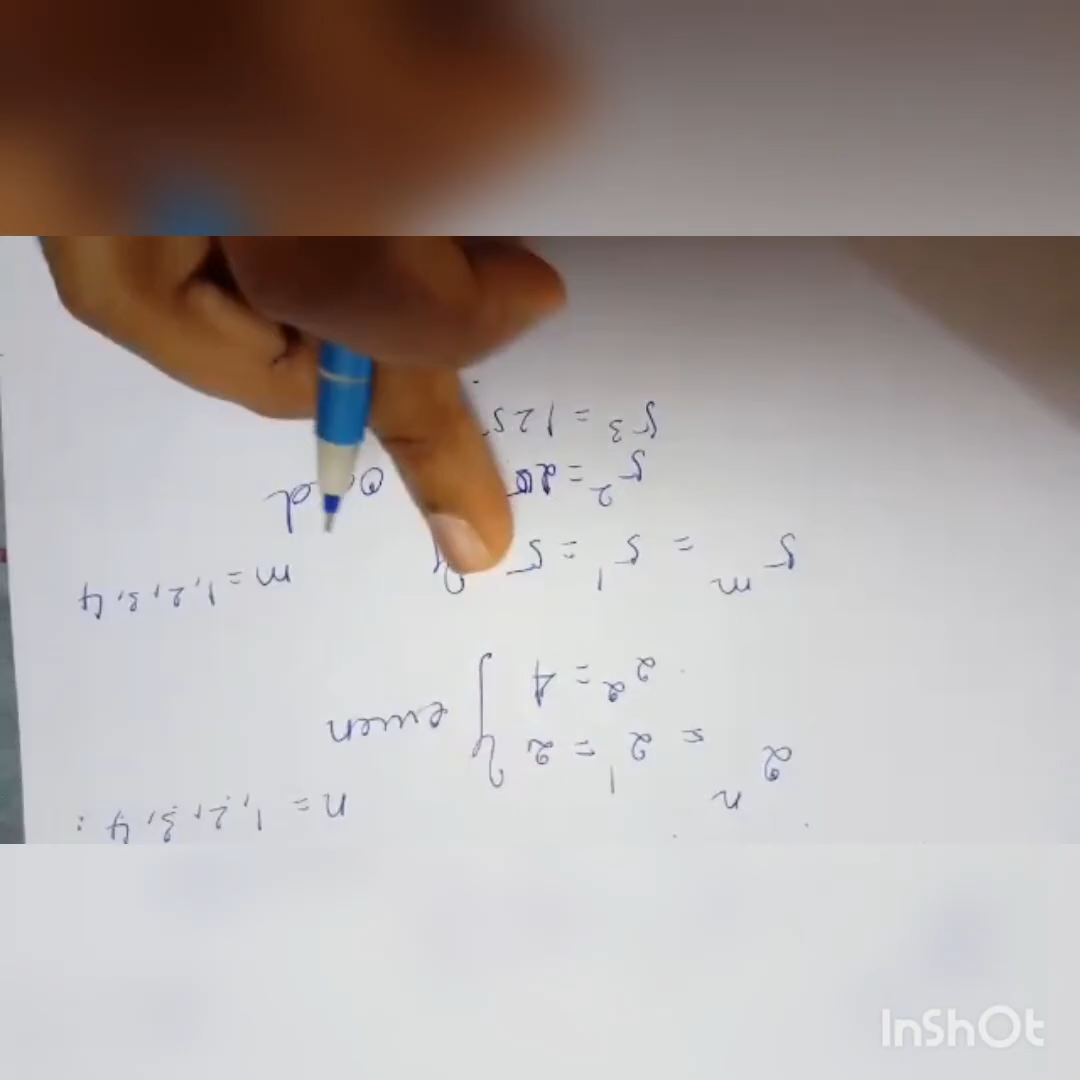 n = 1, 2, 3, 4 :
2ⁿ = 2¹ = 2
2² = 4 } even
m = 1, 2, 3, 4
5ᵐ = 5¹ = 5
5² = 25
5³ = 125
InShOt